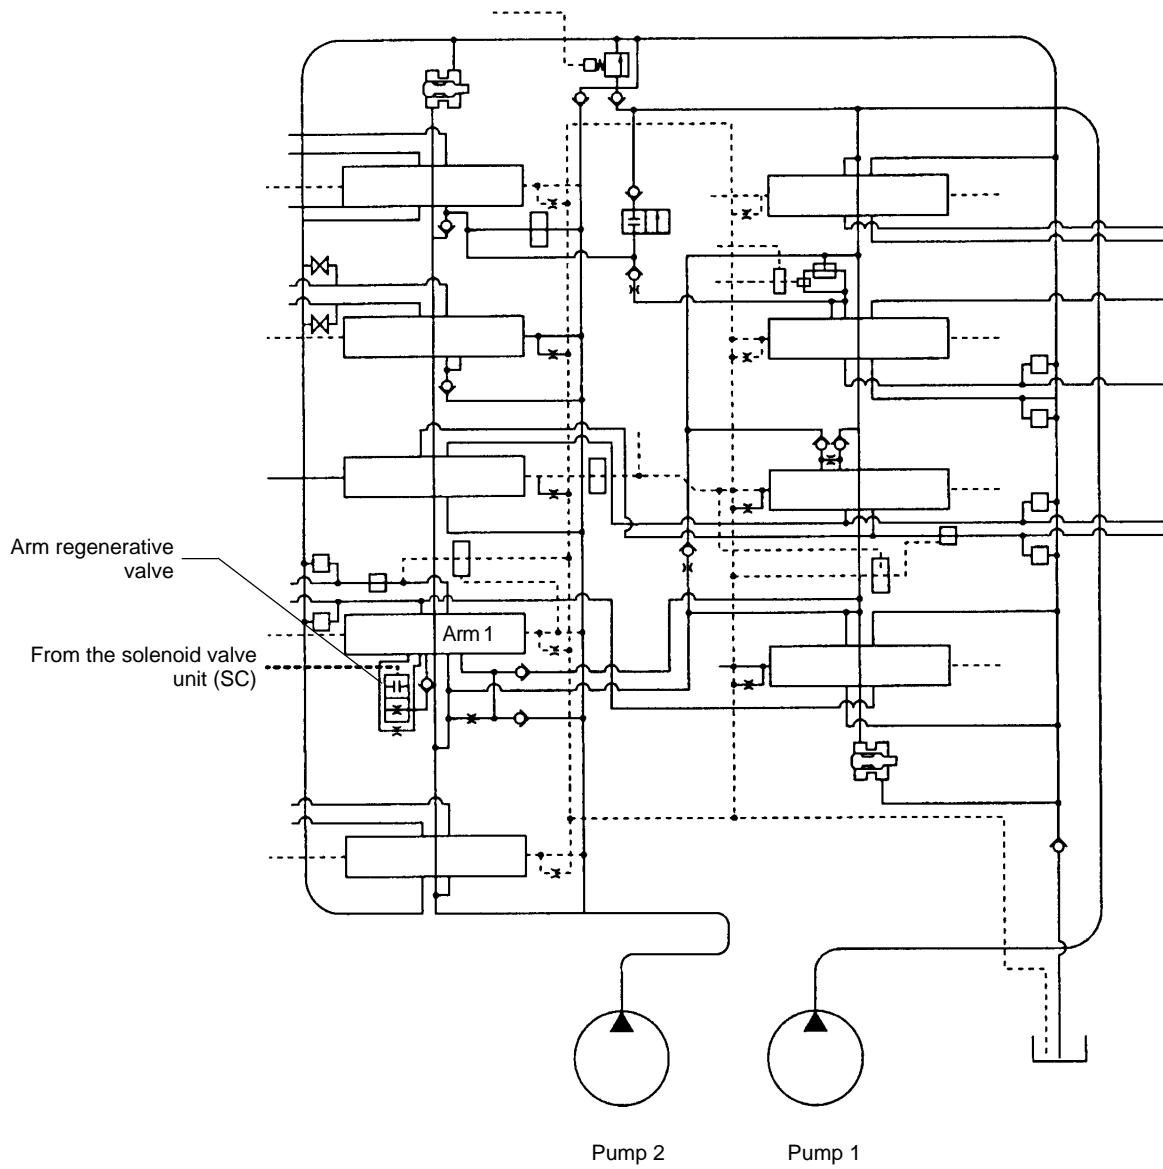 Arm regenerative
valve
Arm 1
From the solenoid valve
unit (SC)
Pump 2
Pump 1